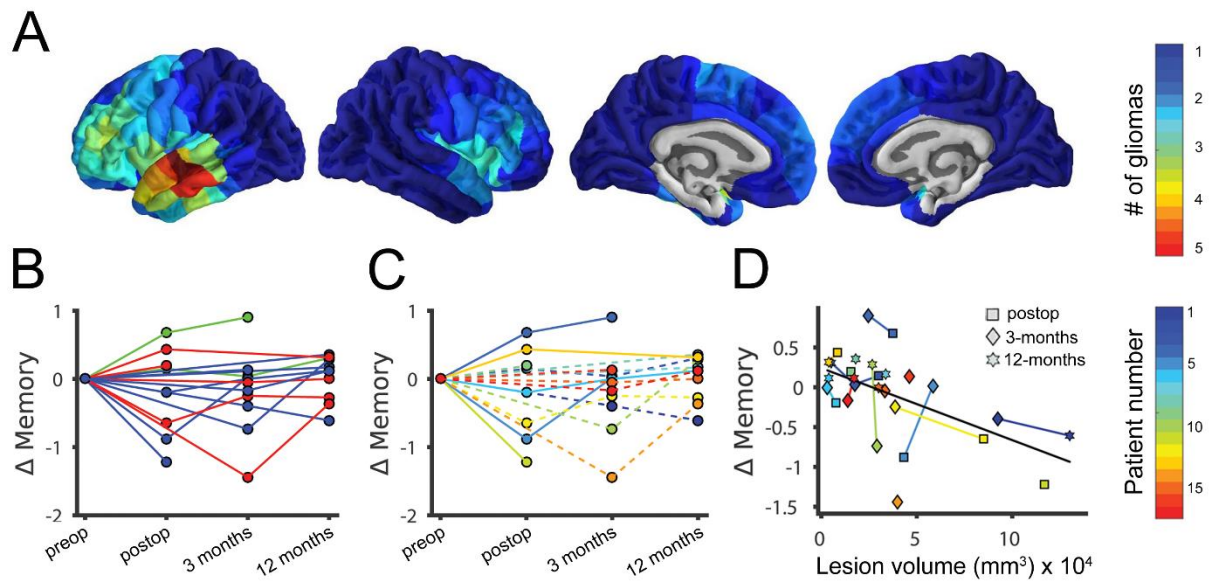 A
# of gliomas
1
2
3
4
5
B
Δ Memory
1
0
-1
-2
preop
postop
3 months
12 months
C
Δ Memory
1
0
-1
-2
preop
postop
3 months
12 months
D
Δ Memory
0.5
0
-0.5
-1
-1.5
0
5
10
Lesion volume (mm³) x 10⁴
postop
3-months
12-months
Patient number
1
5
10
15